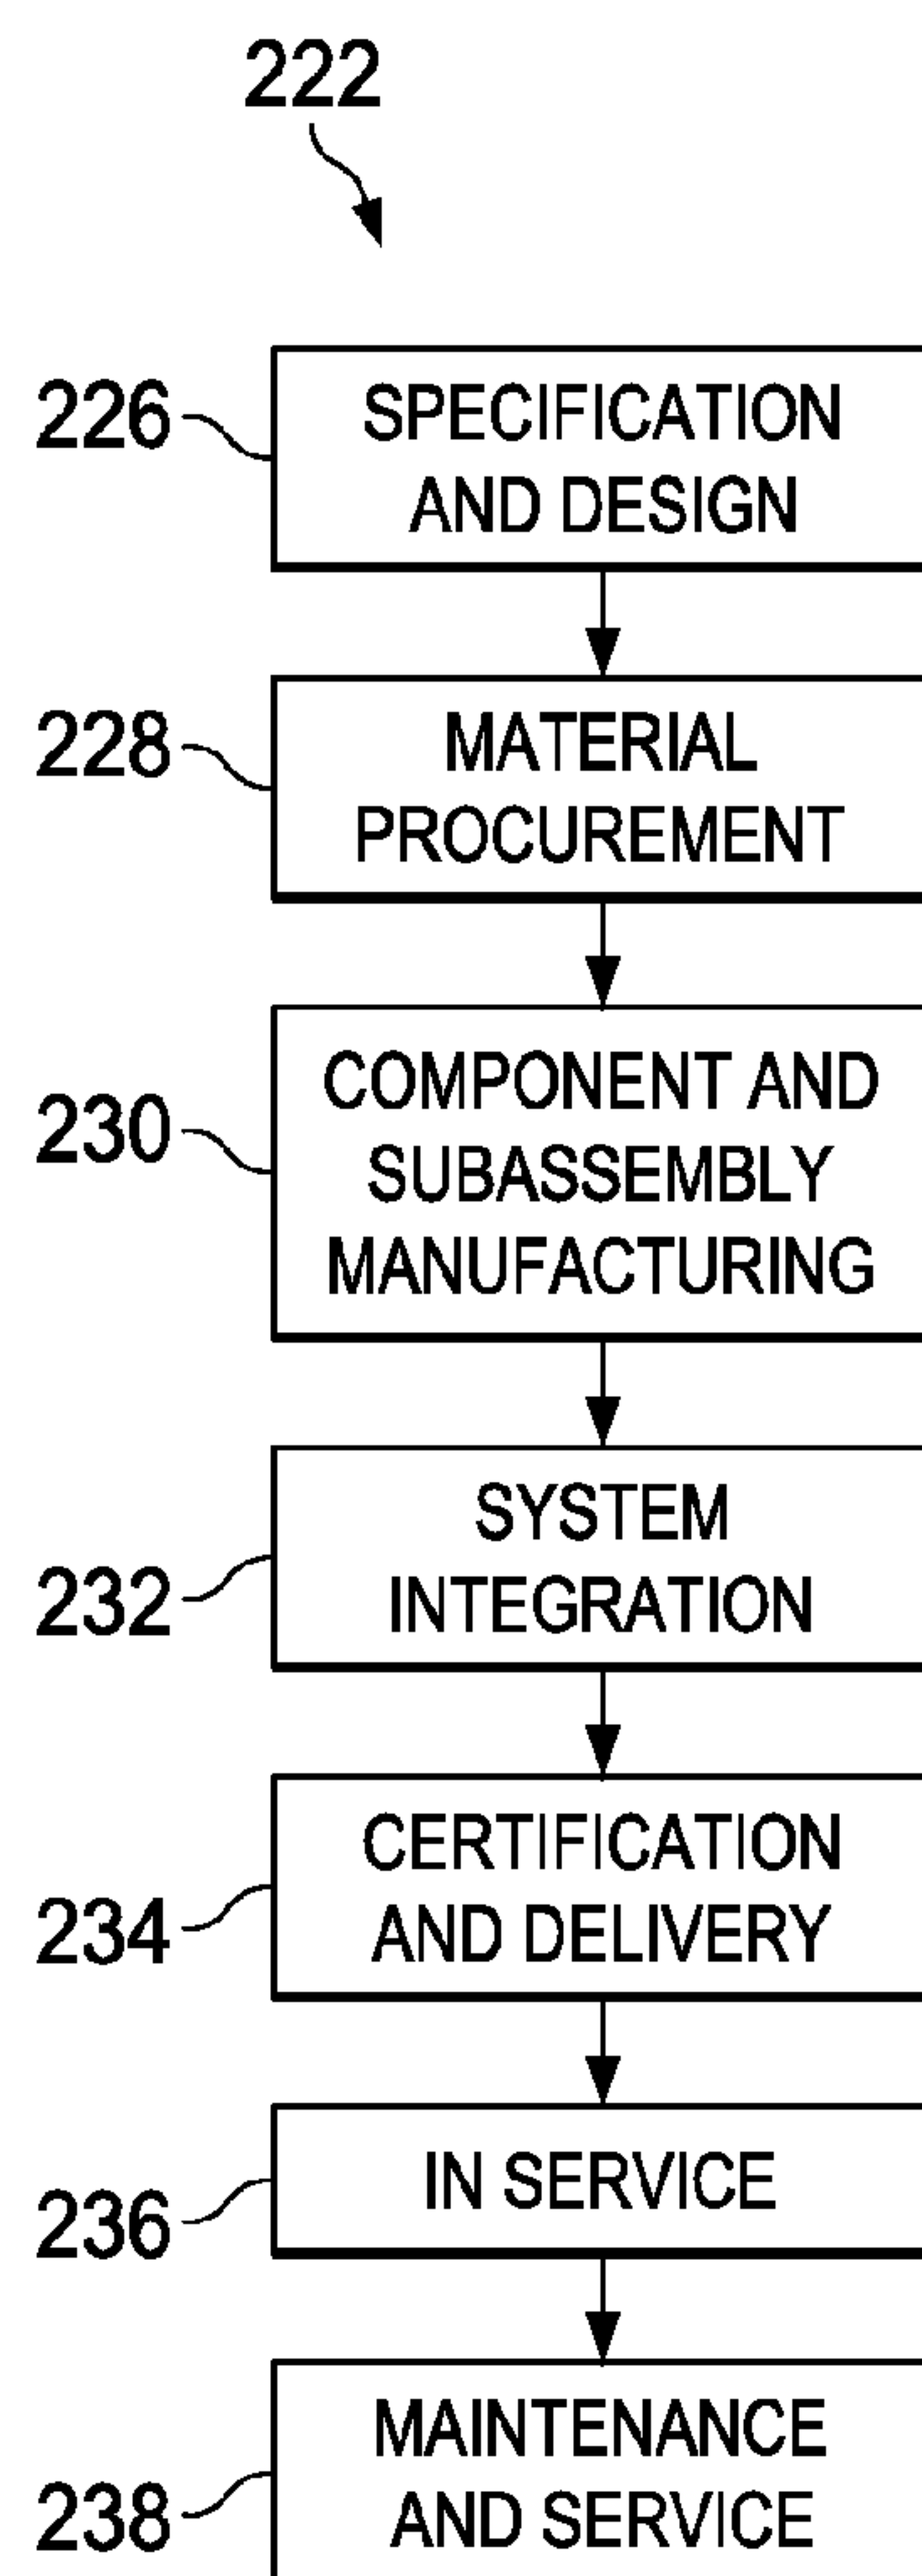 222
226
SPECIFICATION
AND DESIGN
228
MATERIAL
PROCUREMENT
230
COMPONENT AND
SUBASSEMBLY
MANUFACTURING
232
SYSTEM
INTEGRATION
234
CERTIFICATION
AND DELIVERY
236
IN SERVICE
238
MAINTENANCE
AND SERVICE